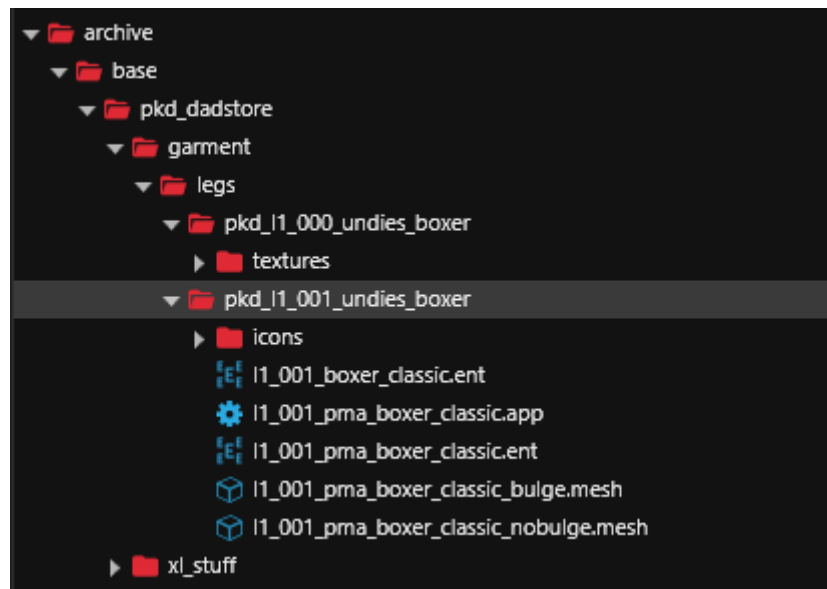 archive
base
pkd_dadstore
garment
legs
pkd_l1_000_undies_boxer
textures
pkd_l1_001_undies_boxer
icons
l1_001_boxer_classic.ent
l1_001_pma_boxer_classic.app
l1_001_pma_boxer_classic.ent
l1_001_pma_boxer_classic_bulge.mesh
l1_001_pma_boxer_classic_nobulge.mesh
xl_stuff